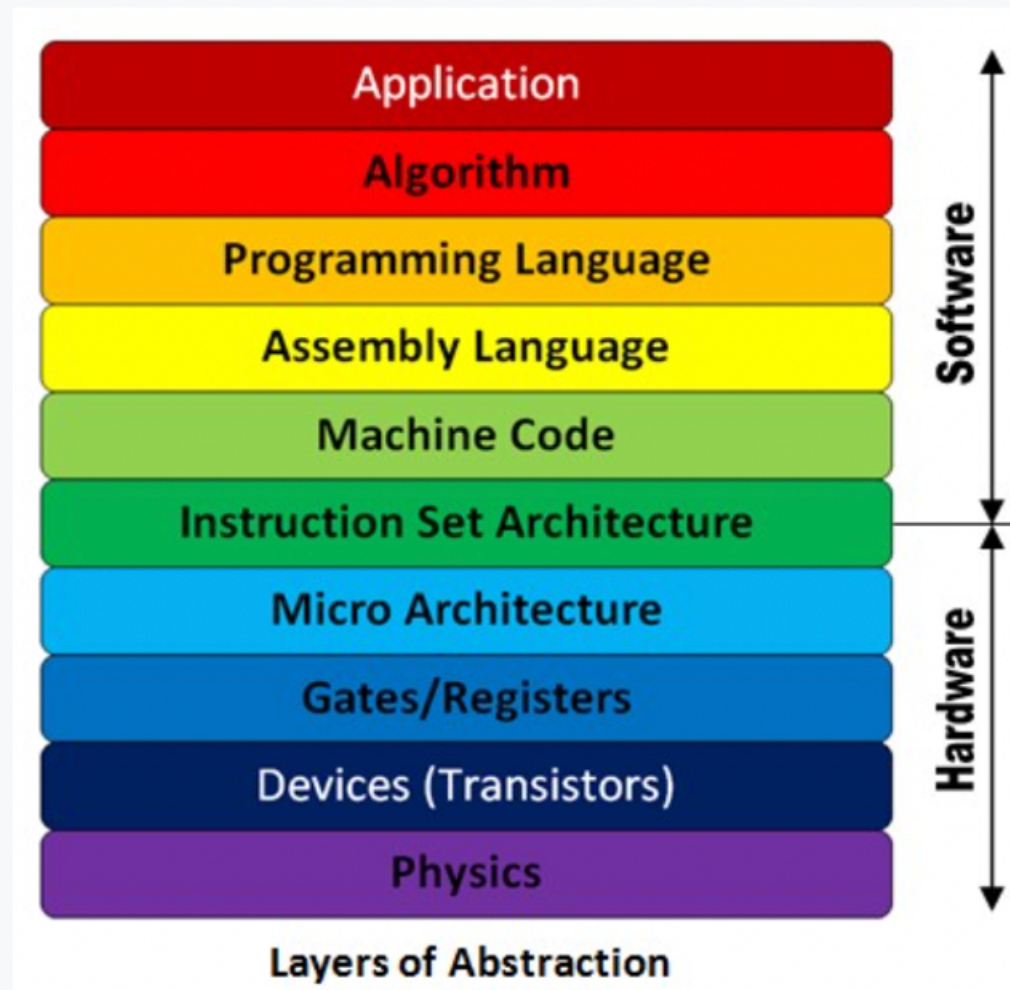 Application
Algorithm
Programming Language
Assembly Language
Machine Code
Instruction Set Architecture
Micro Architecture
Gates/Registers
Devices (Transistors)
Physics
Software
Hardware
Layers of Abstraction